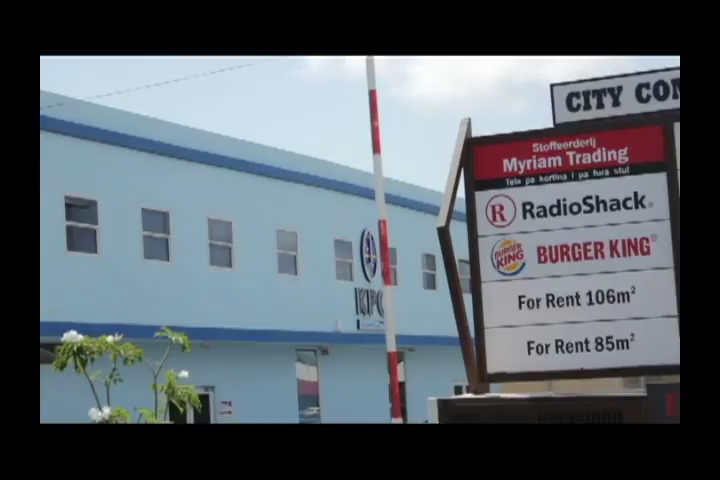 CITY CO
Stoffeerderij
Myriam Trading
Tela pa kortina i pa fura stul
R RadioShack®
BURGER KING BURGER KING®
For Rent 106m²
For Rent 85m²